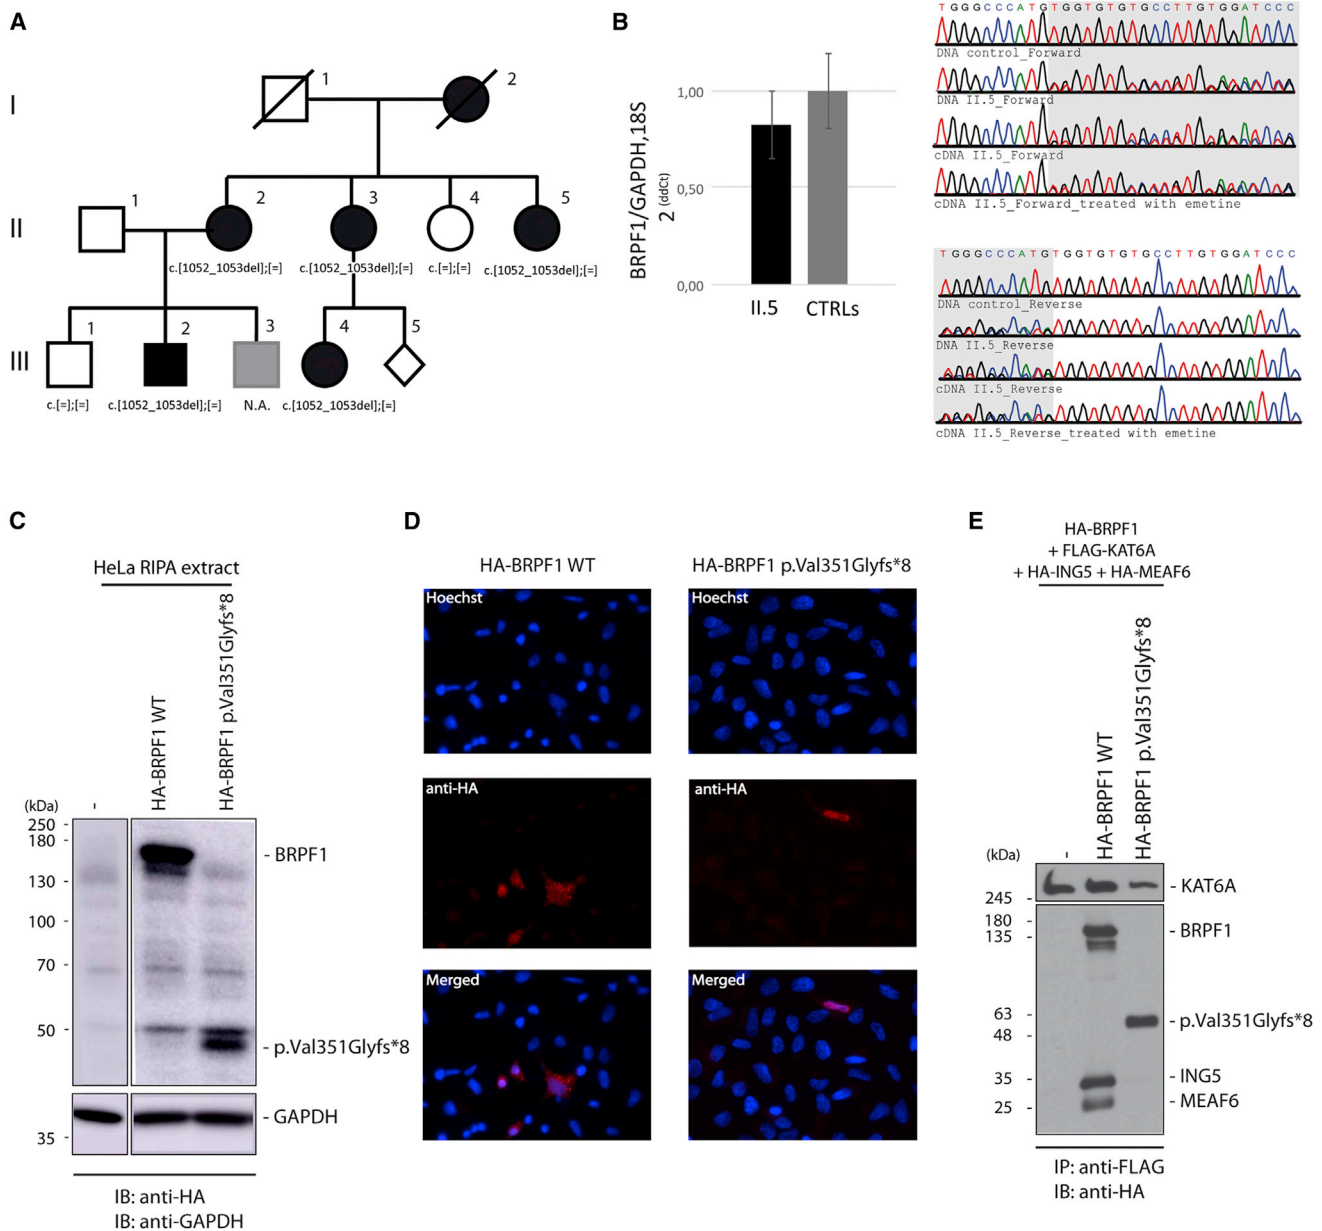 A
I
1
2
II
1
2
3
4
5
c.[1052_1053del];[=]
c.[1052_1053del];[=]
c.[=];[=]
c.[1052_1053del];[=]
III
1
2
3
4
5
c.[=];[=]
c.[1052_1053del];[=]
N.A.
c.[1052_1053del];[=]
B
BRPF1/GAPDH,18S
2 (ddCt)
1,00
0,50
0,00
II.5
CTRLs
T G G G C C C A T G T G G T G T G T G C C T T G T G G A T C C C
DNA control_Forward
DNA II.5_Forward
cDNA II.5_Forward
cDNA II.5_Forward_treated with emetine
T G G G C C C A T G T G G T G T G T G C C T T G T G G A T C C C
DNA control_Reverse
DNA II.5_Reverse
cDNA II.5_Reverse
cDNA II.5_Reverse_treated with emetine
C
HeLa RIPA extract
-
HA-BRPF1 WT
HA-BRPF1 p.Val351Glyfs*8
(kDa)
250 -
180 -
130 -
100 -
70 -
50 -
35 -
- BRPF1
- p.Val351Glyfs*8
- GAPDH
IB: anti-HA
IB: anti-GAPDH
D
HA-BRPF1 WT
HA-BRPF1 p.Val351Glyfs*8
Hoechst
Hoechst
anti-HA
anti-HA
Merged
Merged
E
HA-BRPF1
+ FLAG-KAT6A
+ HA-ING5 + HA-MEAF6
-
HA-BRPF1 WT
HA-BRPF1 p.Val351Glyfs*8
(kDa)
245 -
180 -
135 -
63 -
48 -
35 -
25 -
- KAT6A
- BRPF1
- p.Val351Glyfs*8
- ING5
- MEAF6
IP: anti-FLAG
IB: anti-HA